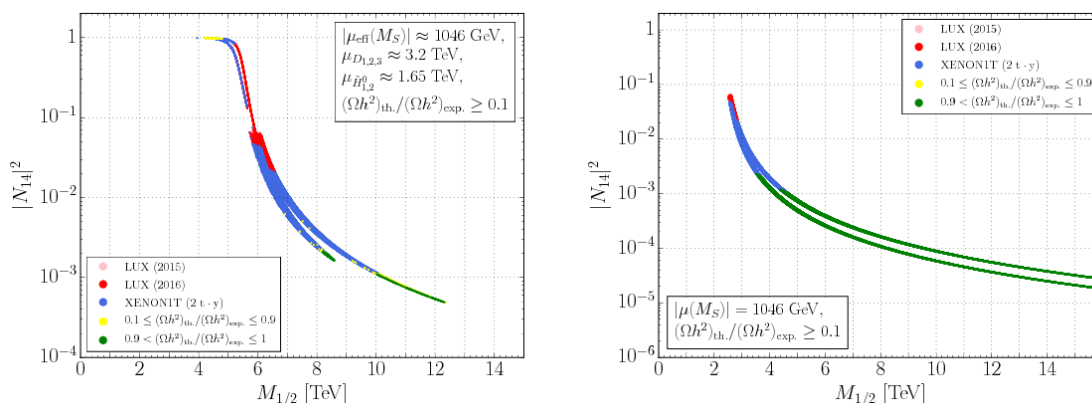 1
10⁻¹
10⁻²
10⁻³
10⁻⁴
|N₁₄|²
0 2 4 6 8 10 12 14
M₁/₂ [TeV]
|μ_eff(M_S)| ≈ 1046 GeV,
μ_D₁,₂,₃ ≈ 3.2 TeV,
μ_H̃⁰₁,₂ ≈ 1.65 TeV,
(Ωh²)th./(Ωh²)exp. ≥ 0.1
LUX (2015)
LUX (2016)
XENON1T (2 t · y)
0.1 ≤ (Ωh²)th./(Ωh²)exp. ≤ 0.9
0.9 < (Ωh²)th./(Ωh²)exp. ≤ 1
1
10⁻¹
10⁻²
10⁻³
10⁻⁴
10⁻⁵
10⁻⁶
|N₁₄|²
0 2 4 6 8 10 12 14
M₁/₂ [TeV]
LUX (2015)
LUX (2016)
XENON1T (2 t · y)
0.1 ≤ (Ωh²)th./(Ωh²)exp. ≤ 0.9
0.9 < (Ωh²)th./(Ωh²)exp. ≤ 1
|μ(M_S)| = 1046 GeV,
(Ωh²)th./(Ωh²)exp. ≥ 0.1